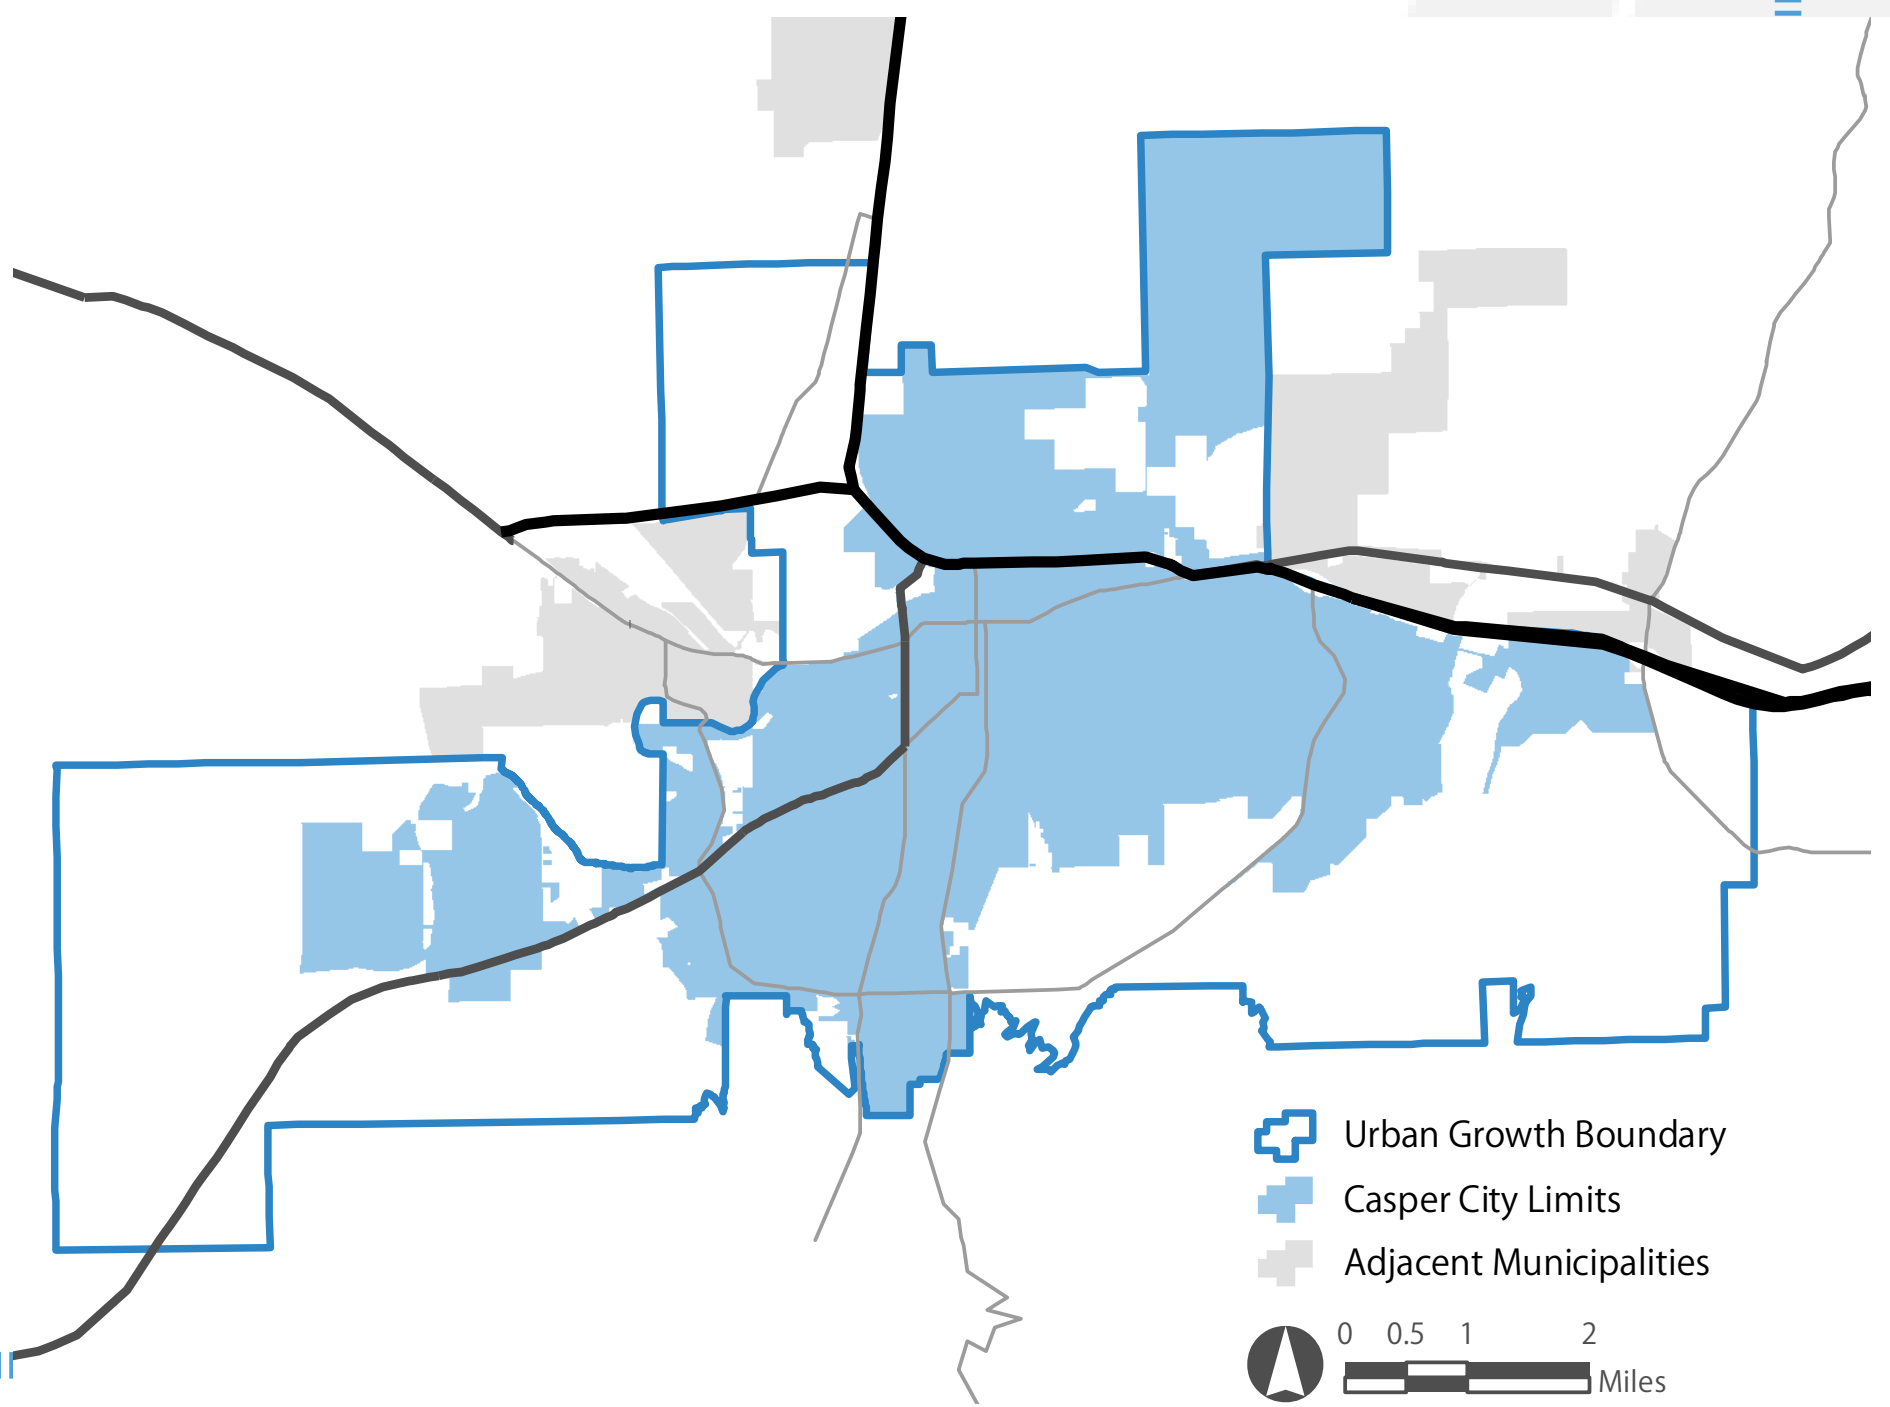 Urban Growth Boundary
Casper City Limits
Adjacent Municipalities
0 0.5 1 2
Miles